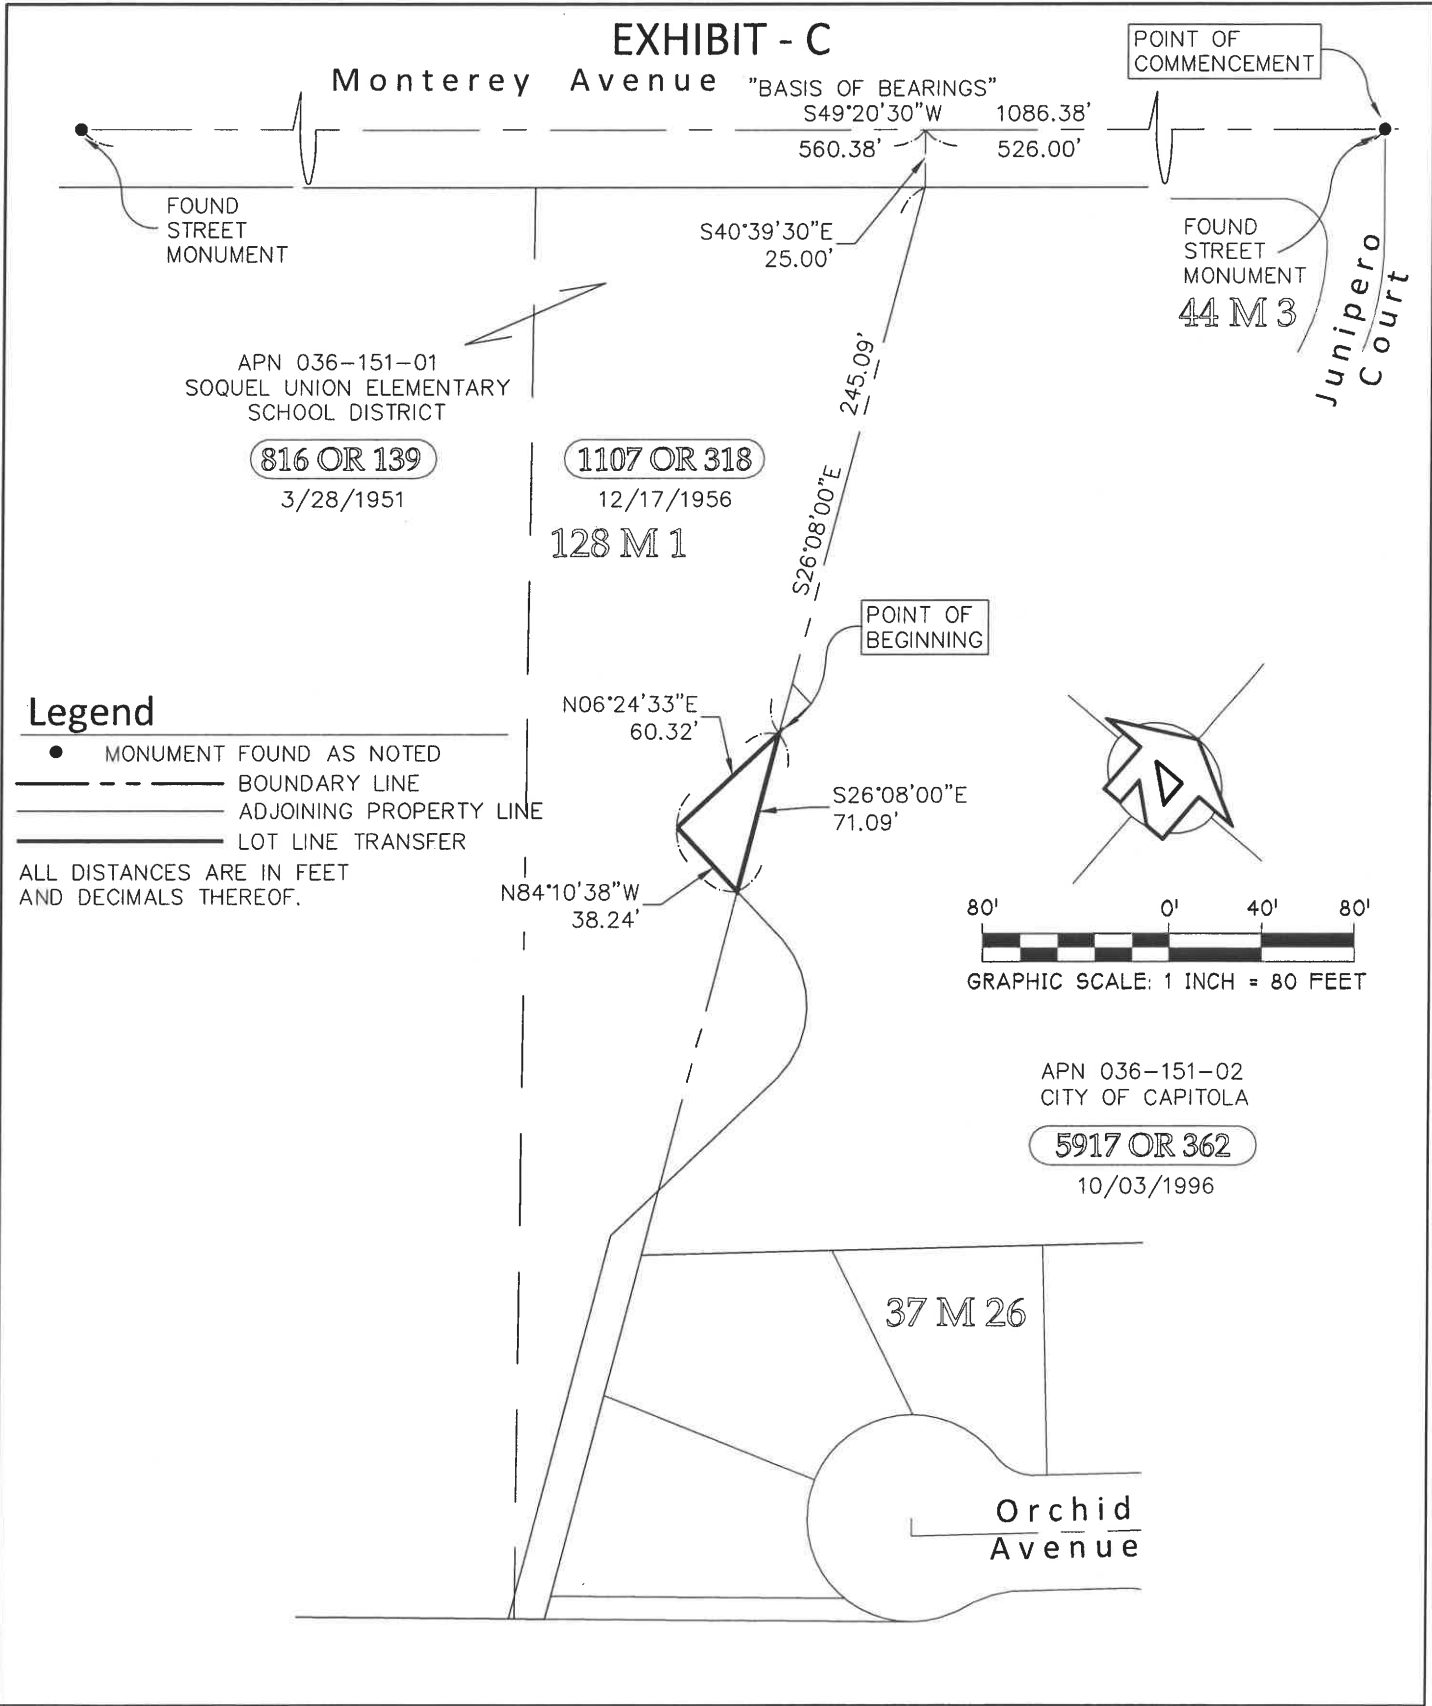 EXHIBIT - C
Monterey Avenue
"BASIS OF BEARINGS"
S49°20'30"W 1086.38'
560.38' 526.00'
POINT OF
COMMENCEMENT
FOUND
STREET
MONUMENT
S40°39'30"E
25.00'
FOUND
STREET
MONUMENT
44 M 3
Junipero
Court
APN 036-151-01
SOQUEL UNION ELEMENTARY
SCHOOL DISTRICT
816 OR 139
3/28/1951
1107 OR 318
12/17/1956
128 M 1
245.09'
S26°08'00"E
POINT OF
BEGINNING
N06°24'33"E
60.32'
S26°08'00"E
71.09'
N84°10'38"W
38.24'
Legend
MONUMENT FOUND AS NOTED
BOUNDARY LINE
ADJOINING PROPERTY LINE
LOT LINE TRANSFER
ALL DISTANCES ARE IN FEET
AND DECIMALS THEREOF.
80' 0' 40' 80'
GRAPHIC SCALE: 1 INCH = 80 FEET
APN 036-151-02
CITY OF CAPITOLA
5917 OR 362
10/03/1996
37 M 26
Orchid
Avenue